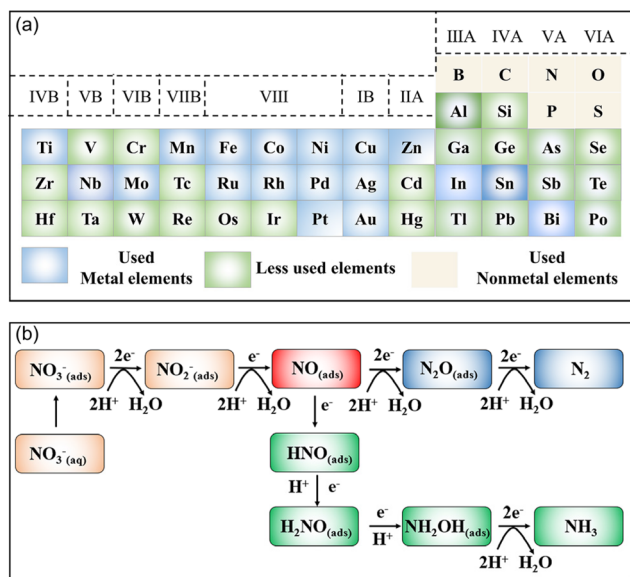 (a)
IIIA IVA VA VIA
B C N O
IVB VB VIB VIIB VIII IB IIA
Al Si P S
Ti V Cr Mn Fe Co Ni Cu Zn Ga Ge As Se
Zr Nb Mo Tc Ru Rh Pd Ag Cd In Sn Sb Te
Hf Ta W Re Os Ir Pt Au Hg Tl Pb Bi Po
Used
Metal elements
Less used elements
Used
Nonmetal elements
(b)
2e⁻ e⁻ 2e⁻ 2e⁻
NO₃⁻(ads) NO₂⁻(ads) NO(ads) N₂O(ads) N₂
2H⁺ H₂O 2H⁺ H₂O 2H⁺ H₂O 2H⁺ H₂O
e⁻
NO₃⁻(aq) HNO(ads)
H⁺ e⁻
e⁻ 2e⁻
H₂NO(ads) NH₂OH(ads) NH₃
H⁺ 2H⁺ H₂O